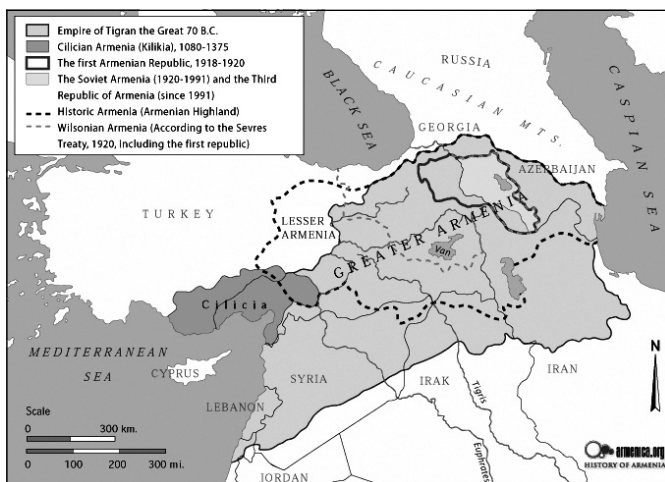 Empire of Tigran the Great 70 B.C.
Cilician Armenia (Kilikia), 1080-1375
The first Armenian Republic, 1918-1920
The Soviet Armenia (1920-1991) and the Third
Republic of Armenia (since 1991)
Historic Armenia (Armenian Highland)
Wilsonian Armenia (According to the Sevres
Treaty, 1920, including the first republic)
RUSSIA
BLACK SEA
CAUCASIAN MTS.
CASPIAN SEA
GEORGIA
AZERBAIJAN
TURKEY
LESSER
ARMENIA
GREATER ARMENIA
Van
Cilicia
MEDITERRANEAN
SEA
CYPRUS
SYRIA
LEBANON
IRAK
IRAN
Tigris
Euphrates
JORDAN
N
Scale
0 300 km.
0 100 200 300 mi.
armenica.org
HISTORY OF ARMENIA